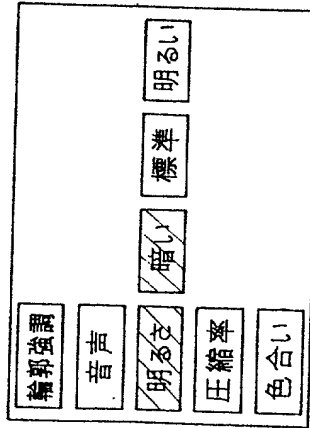 輪郭強調
音声
明るさ 暗い 標準 明るい
圧縮率
色合い